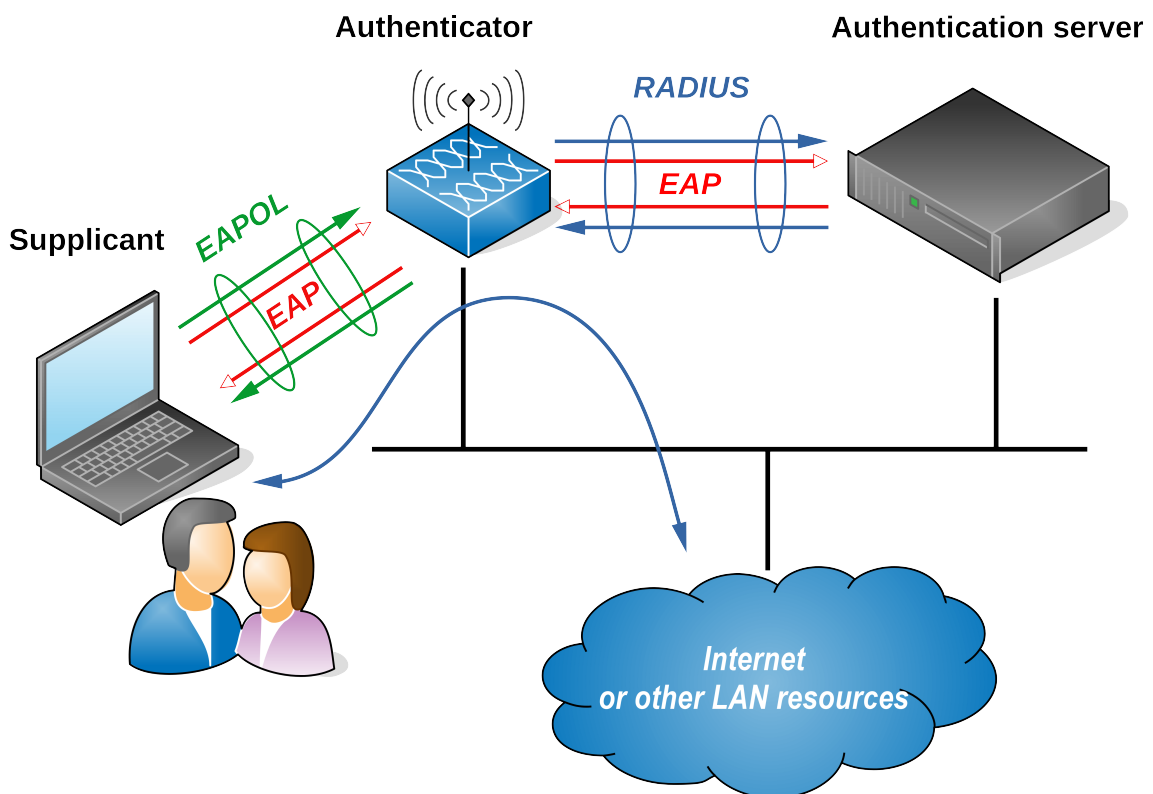 Authenticator
Authentication server
RADIUS
EAP
EAPOL
Supplicant
EAP
Internet
or other LAN resources